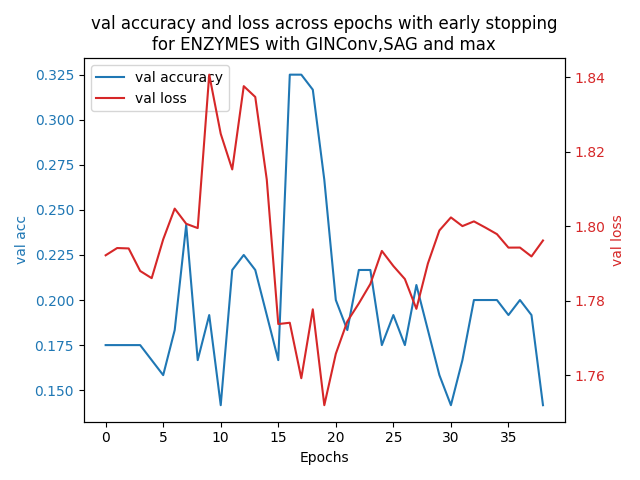 val accuracy and loss across epochs with early stopping
for ENZYMES with GINConv,SAG and max
val accuracy
val loss
0.325
0.300
0.275
0.250
0.225
0.200
0.175
0.150
val acc
1.84
1.82
1.80
1.78
1.76
val loss
0 5 10 15 20 25 30 35
Epochs